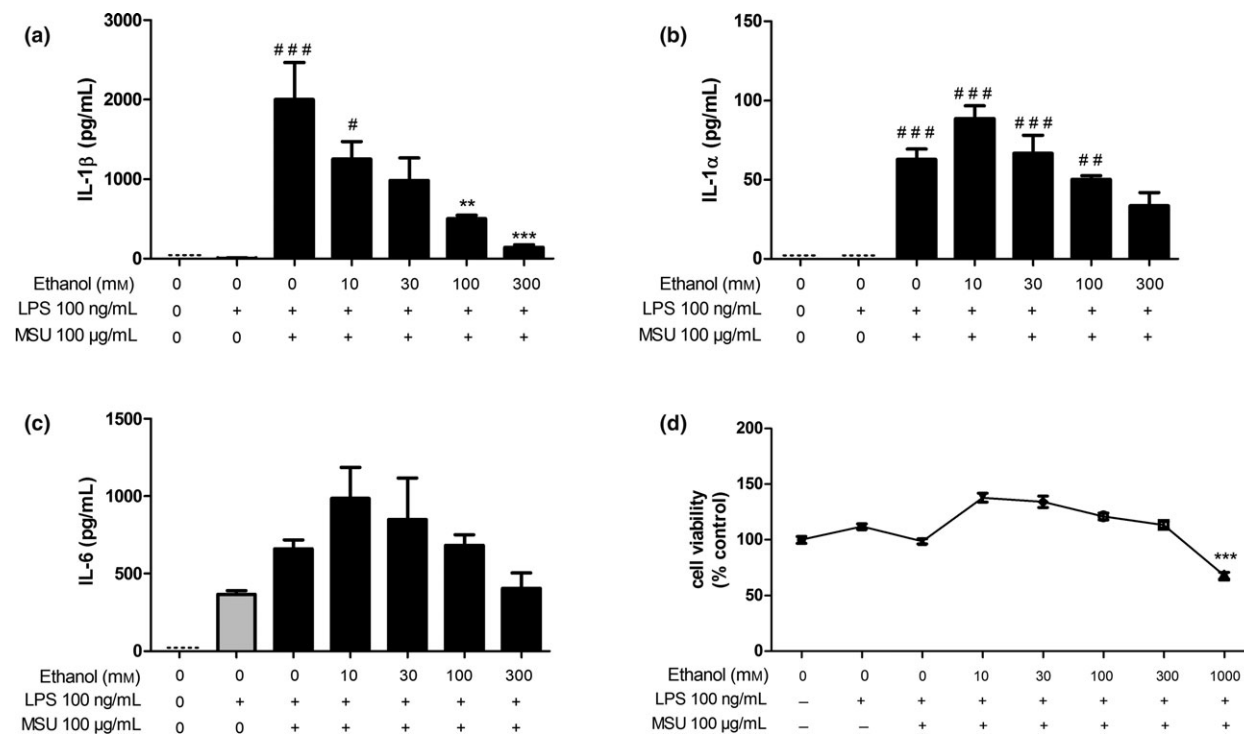 (a)
3000
2000
1000
0
IL-1β (pg/mL)
# # #
#
**
***
Ethanol (mM) 0 0 0 10 30 100 300
LPS 100 ng/mL 0 + + + + + +
MSU 100 µg/mL 0 0 + + + + +
(b)
150
100
50
0
IL-1α (pg/mL)
# # #
# # #
# # #
# #
Ethanol (mM) 0 0 0 10 30 100 300
LPS 100 ng/mL 0 + + + + + +
MSU 100 µg/mL 0 0 + + + + +
(c)
1500
1000
500
0
IL-6 (pg/mL)
Ethanol (mM) 0 0 0 10 30 100 300
LPS 100 ng/mL 0 + + + + + +
MSU 100 µg/mL 0 0 + + + + +
(d)
200
150
100
50
0
cell viability
(% control)
***
Ethanol (mM) 0 0 0 10 30 100 300 1000
LPS 100 ng/mL – + + + + + + +
MSU 100 µg/mL – – + + + + + +